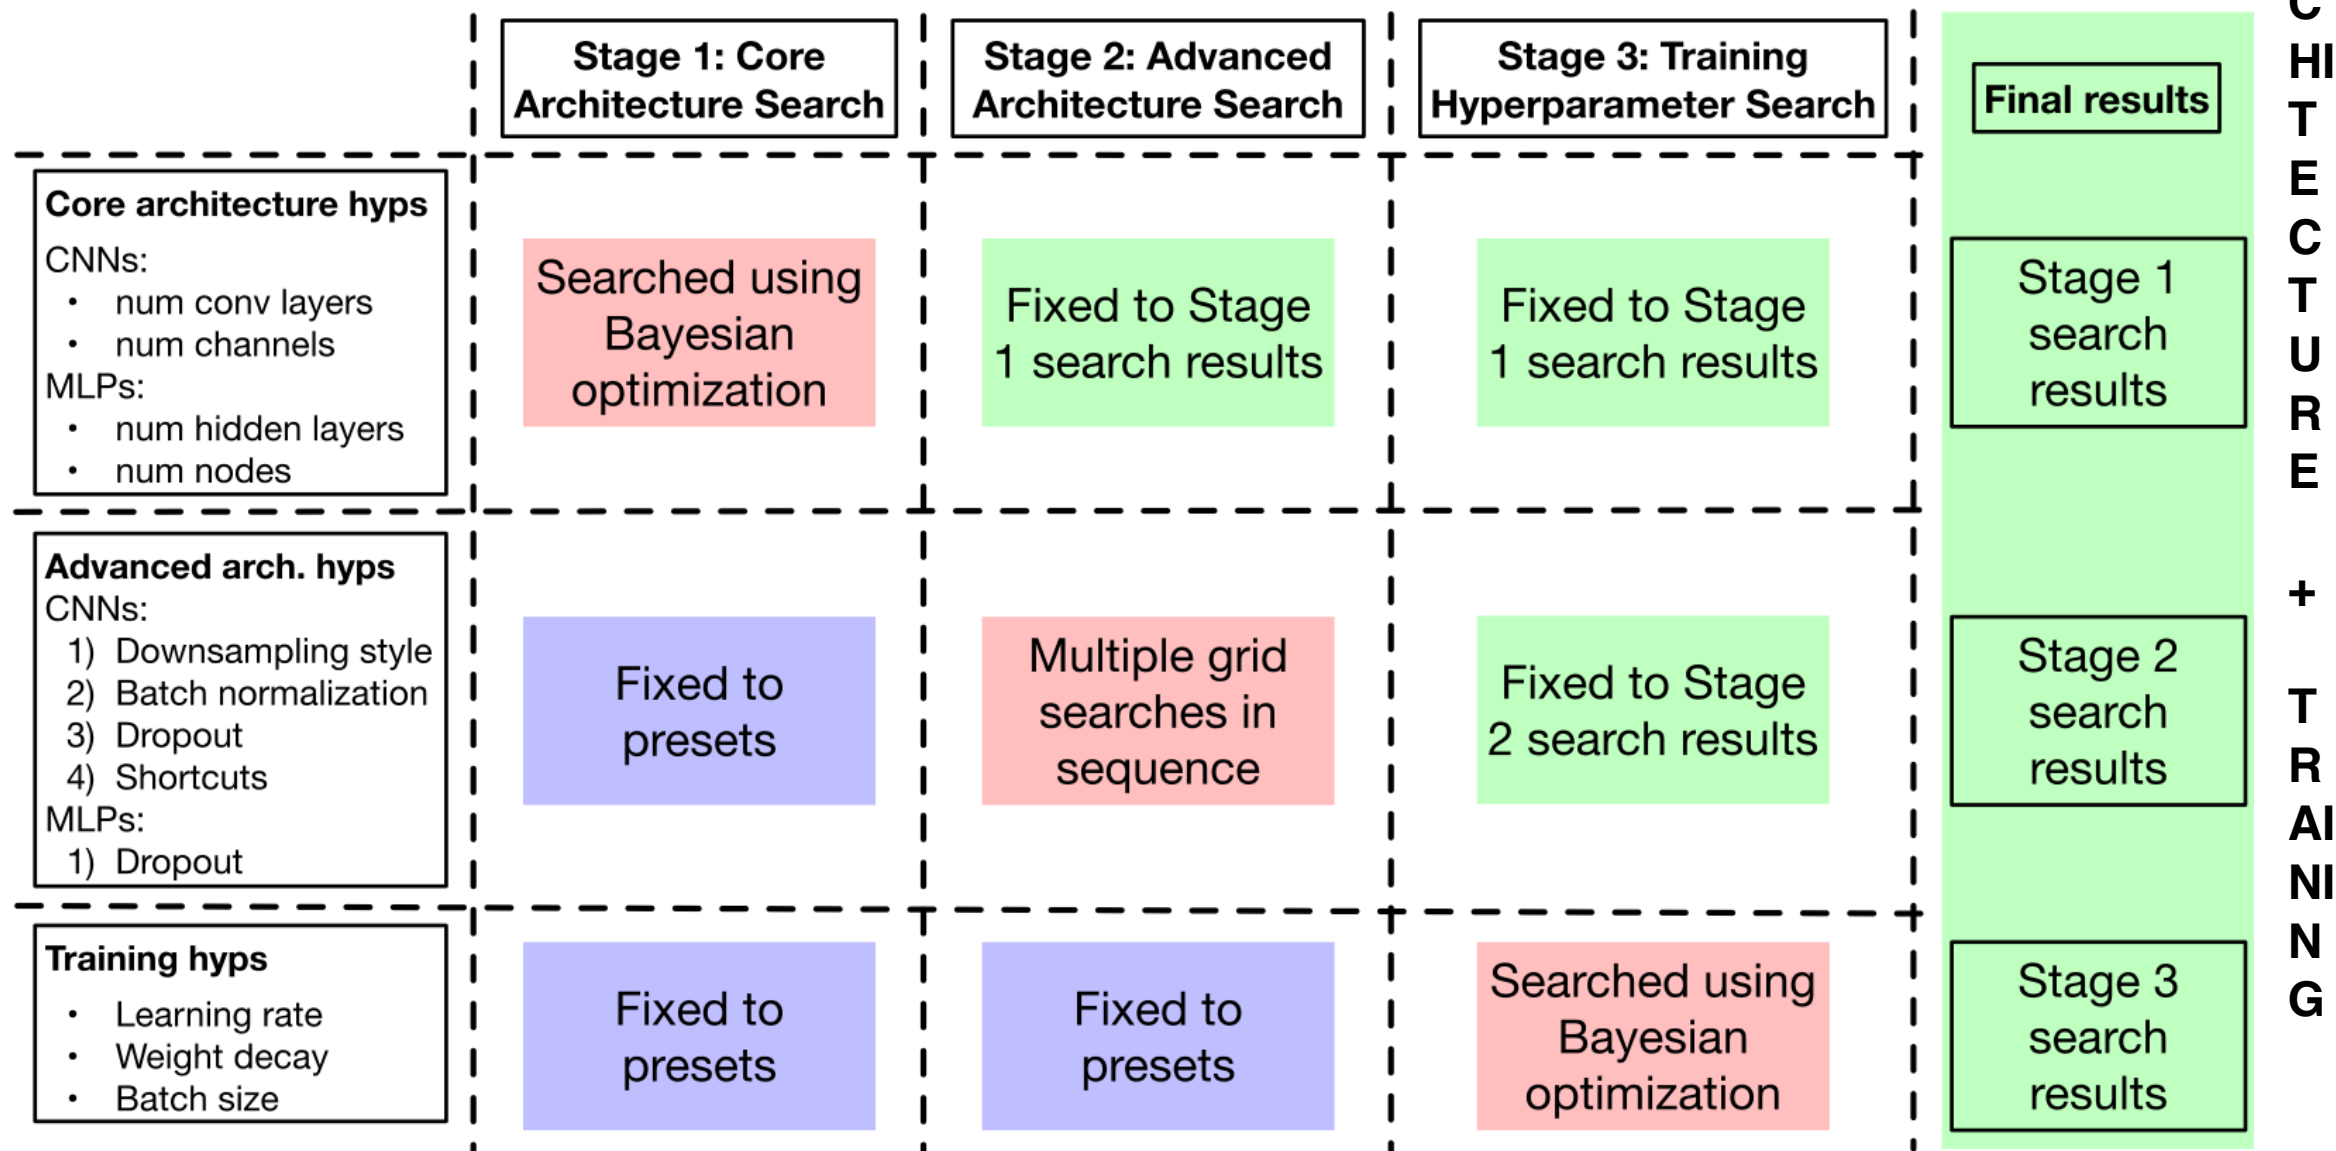 Stage 1: Core
Architecture Search
Stage 2: Advanced
Architecture Search
Stage 3: Training
Hyperparameter Search
Final results
Core architecture hyps
CNNs:
• num conv layers
• num channels
MLPs:
• num hidden layers
• num nodes
Searched using
Bayesian
optimization
Fixed to Stage
1 search results
Fixed to Stage
1 search results
Stage 1
search
results
Advanced arch. hyps
CNNs:
1) Downsampling style
2) Batch normalization
3) Dropout
4) Shortcuts
MLPs:
1) Dropout
Fixed to
presets
Multiple grid
searches in
sequence
Fixed to Stage
2 search results
Stage 2
search
results
Training hyps
• Learning rate
• Weight decay
• Batch size
Fixed to
presets
Fixed to
presets
Searched using
Bayesian
optimization
Stage 3
search
results
C
HI
T
E
C
T
U
R
E
+
T
R
AI
NI
N
G